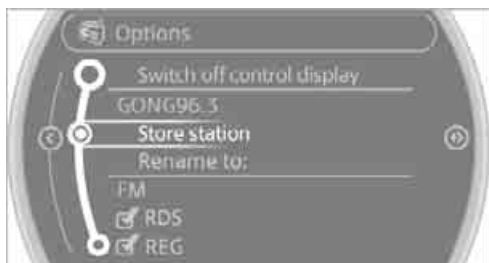 Options
Switch off control display
GONG96.3
Store station
Rename to:
FM
RDS
REG